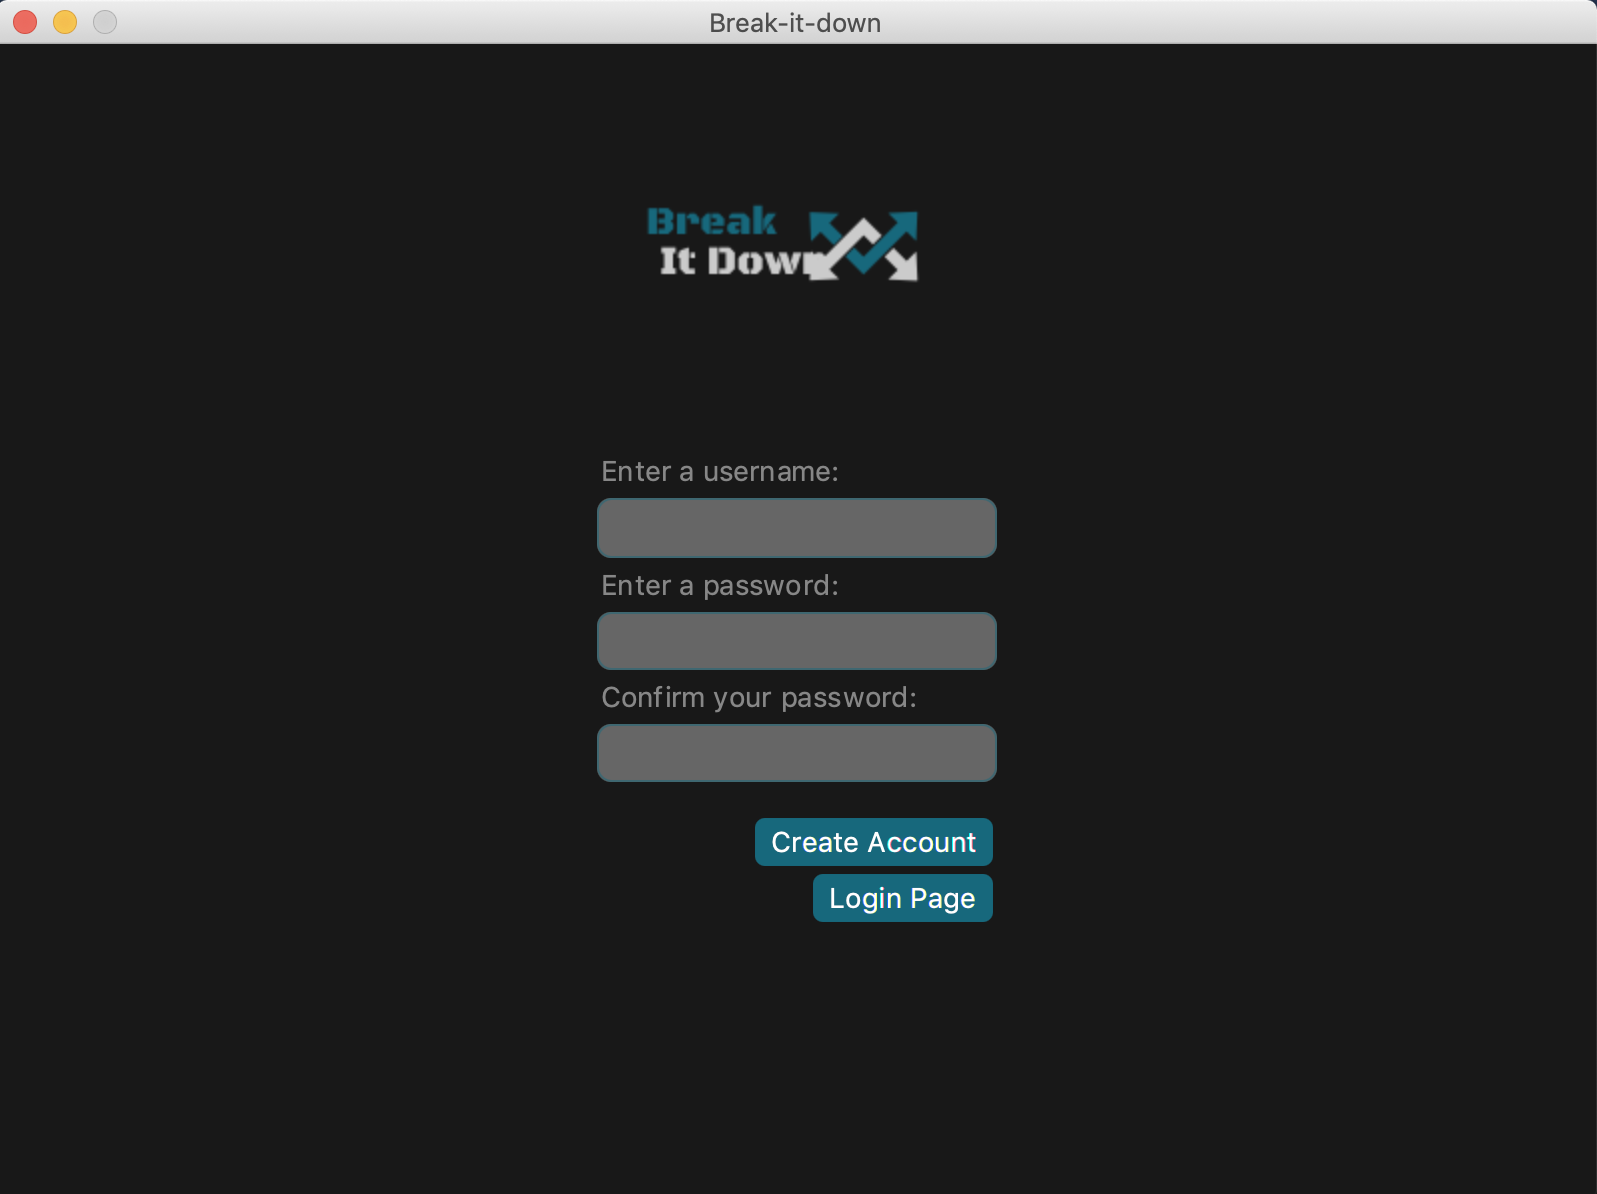 Break-it-down
Break
It Down
Enter a username:
Enter a password:
Confirm your password:
Create Account
Login Page